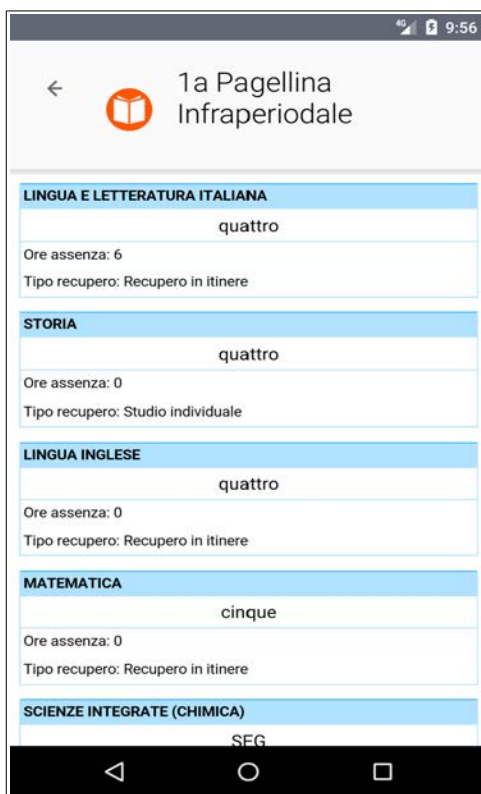 4G 9:56
1a Pagellina
Infraperiodale
LINGUA E LETTERATURA ITALIANA
quattro
Ore assenza: 6
Tipo recupero: Recupero in itinere
STORIA
quattro
Ore assenza: 0
Tipo recupero: Studio individuale
LINGUA INGLESE
quattro
Ore assenza: 0
Tipo recupero: Recupero in itinere
MATEMATICA
cinque
Ore assenza: 0
Tipo recupero: Recupero in itinere
SCIENZE INTEGRATE (CHIMICA)
SEG